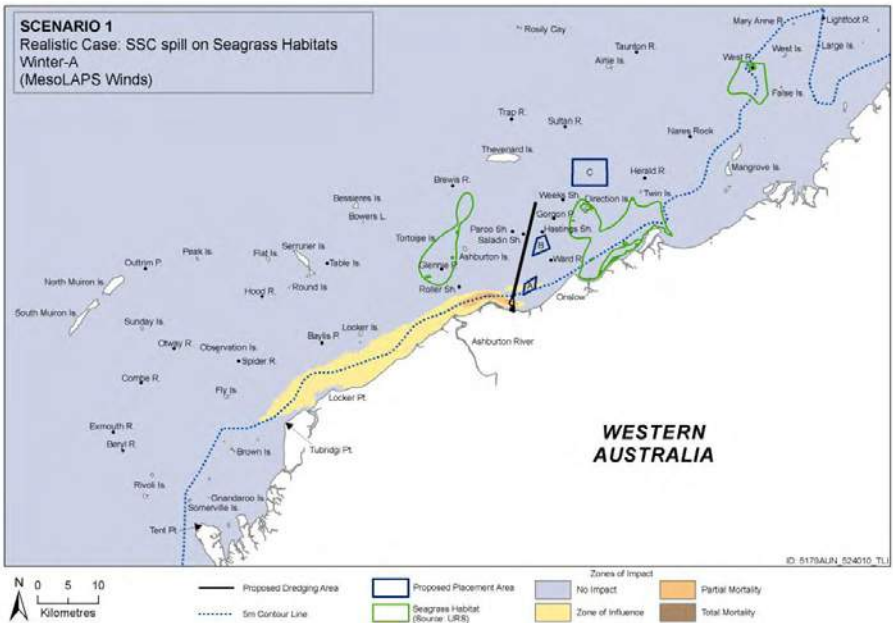 SCENARIO 1
Realistic Case: SSC spill on Seagrass Habitats
Winter-A
(MesoLAPS Winds)
Rosily Cay
Mary Anne R.
Lightfoot R.
Taunton R.
Airlie Is.
West Is.
Large Is.
West R.
False Is.
Trap R.
Sultan R.
Nares Rock
Thevenard Is.
C
Mangrove Is.
Brewis R.
Herald R.
Bessieres Is.
Weeks Sh.
Direction Is.
Twin Is.
Bowers L.
Gorgon P.
Paroo Sh.
Hastings Sh.
Tortoise Is.
Saladin Sh.
B
Serrurier Is.
Ashburton Is.
Peak Is.
Flat Is.
Table Is.
Glennie P.
Ward R.
Outtrim P.
North Muiron Is.
Round Is.
Roller Sh.
A
Hood R.
Onslow
South Muiron Is.
Sunday Is.
Locker Is.
Baylis P.
Ashburton River
Otway R.
Observation Is.
Spider R.
Combe R.
Fly Is.
Locker Pt.
Exmouth R.
WESTERN
AUSTRALIA
Beryl R.
Brown Is.
Tubridgi Pt.
Rivoli Is.
Gnandaroo Is.
Somerville Is.
Tent Pt.
ID: 5178AUN_524010_TLI
N
0 5 10
Kilometres
Proposed Dredging Area
5m Contour Line
Proposed Placement Area
Seagrass Habitat
(Source: URS)
Zones of Impact
No Impact
Zone of Influence
Partial Mortality
Total Mortality